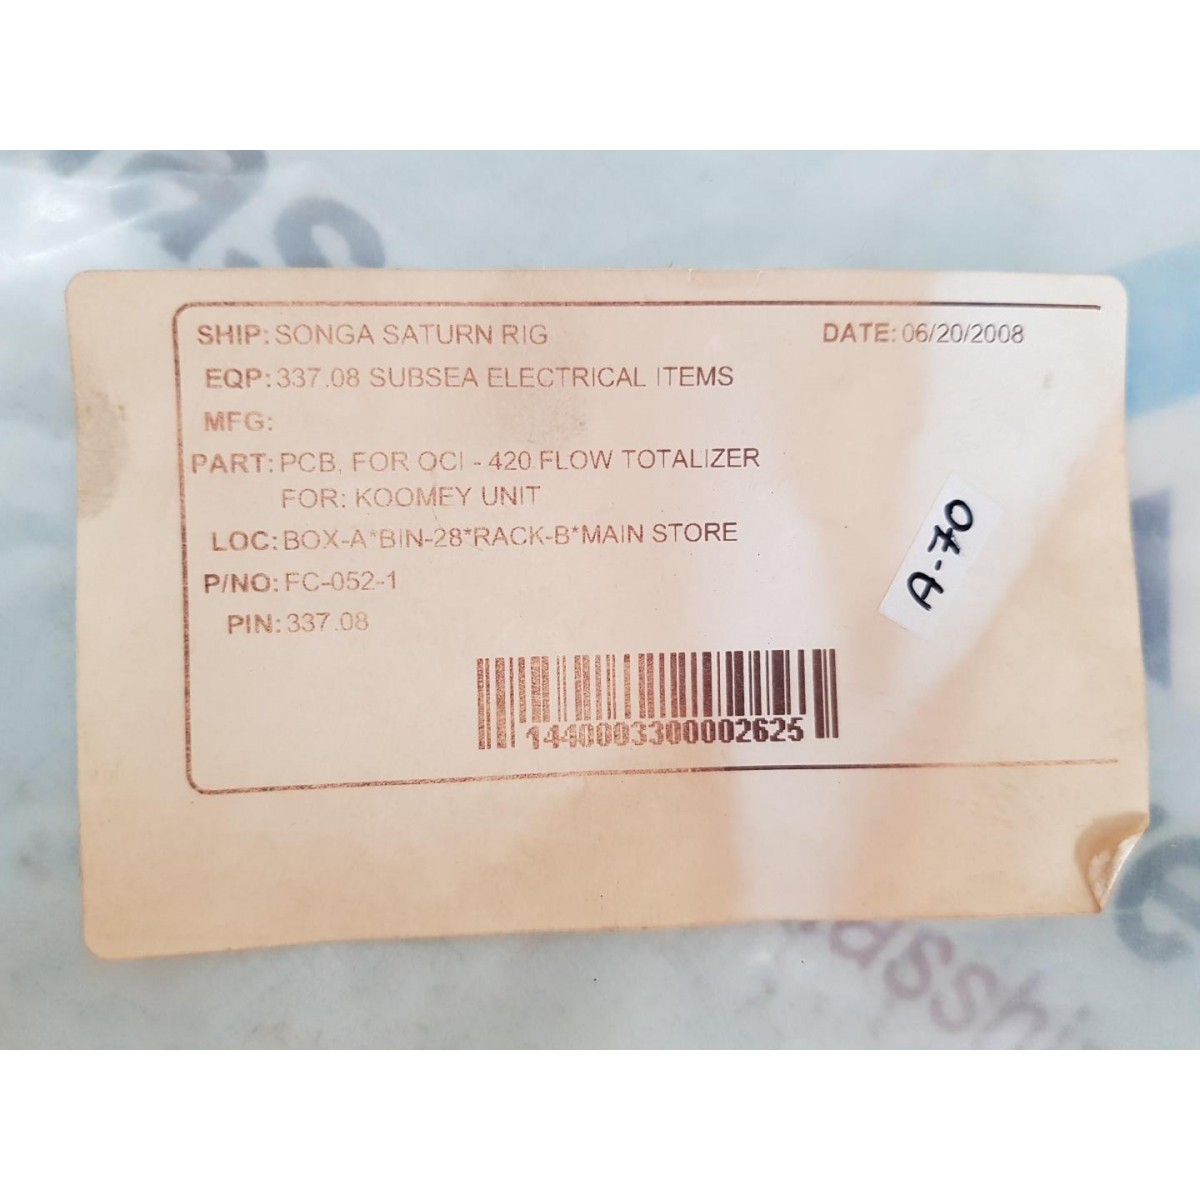 SHIP: SONGA SATURN RIG DATE: 06/20/2008
EQP: 337.08 SUBSEA ELECTRICAL ITEMS
MFG:
PART: PCB, FOR OCI - 420 FLOW TOTALIZER
FOR: KOOMEY UNIT
LOC: BOX-A*BIN-28*RACK-B*MAIN STORE
P/NO: FC-052-1
PIN: 337.08
A-70
1440003300002625